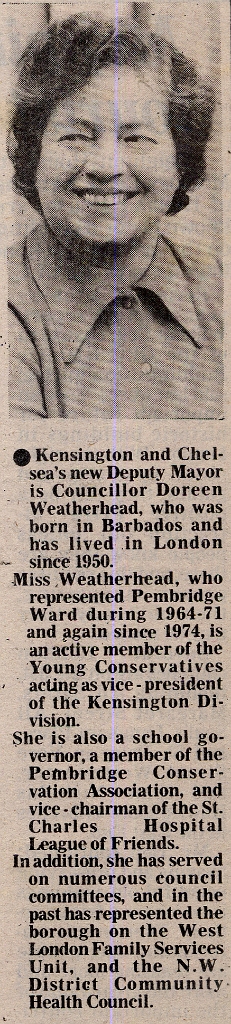 ● Kensington and Chel-
sea's new Deputy Mayor
is Councillor Doreen
Weatherhead, who was
born in Barbados and
has lived in London
since 1950.
Miss Weatherhead, who
represented Pembridge
Ward during 1964-71
and again since 1974, is
an active member of the
Young Conservatives
acting as vice-president
of the Kensington Di-
vision.
She is also a school go-
vernor, a member of the
Pembridge Conser-
vation Association, and
vice-chairman of the St.
Charles Hospital
League of Friends.
In addition, she has served
on numerous council
committees, and in the
past has represented the
borough on the West
London Family Services
Unit, and the N.W.
District Community
Health Council.